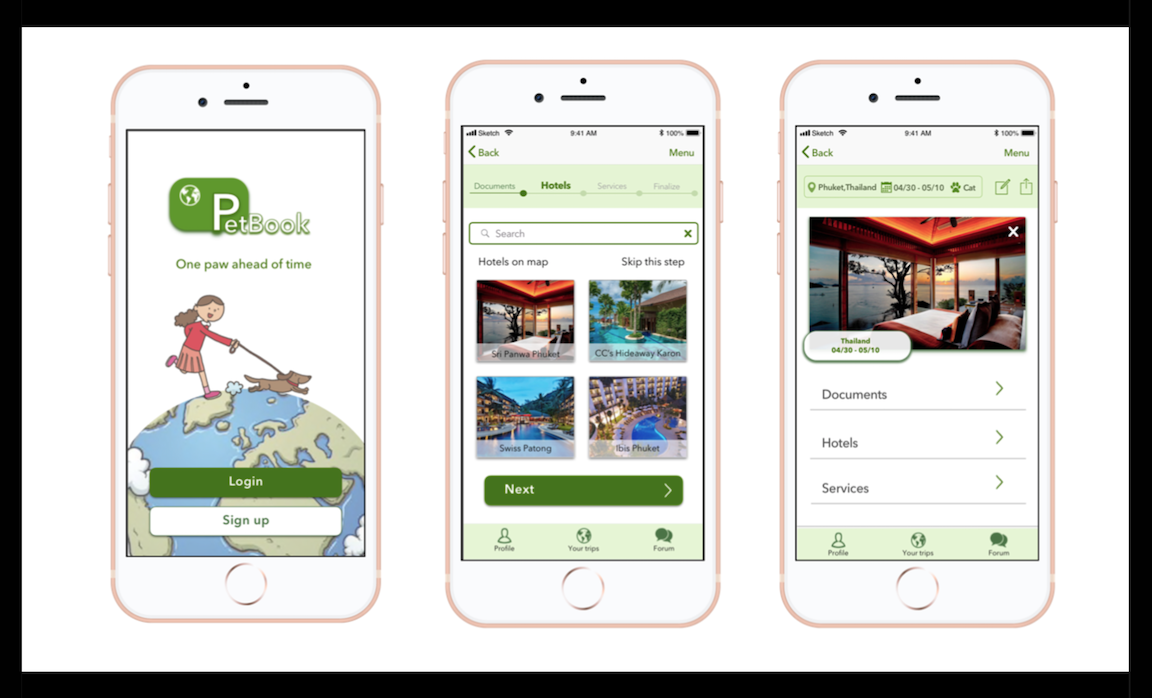 PetBook
One paw ahead of time
Login
Sign up
Sketch 9:41 AM 100%
Back Menu
Documents Hotels Services Finalize
Search
Hotels on map Skip this step
Sri Panwa Phuket CC's Hideaway Karon
Swiss Patong Ibis Phuket
Next
Profile Your trips Forum
Sketch 9:41 AM 100%
Back Menu
Phuket,Thailand 04/30 - 05/10 Cat
Thailand
04/30 - 05/10
Documents
Hotels
Services
Profile Your trips Forum